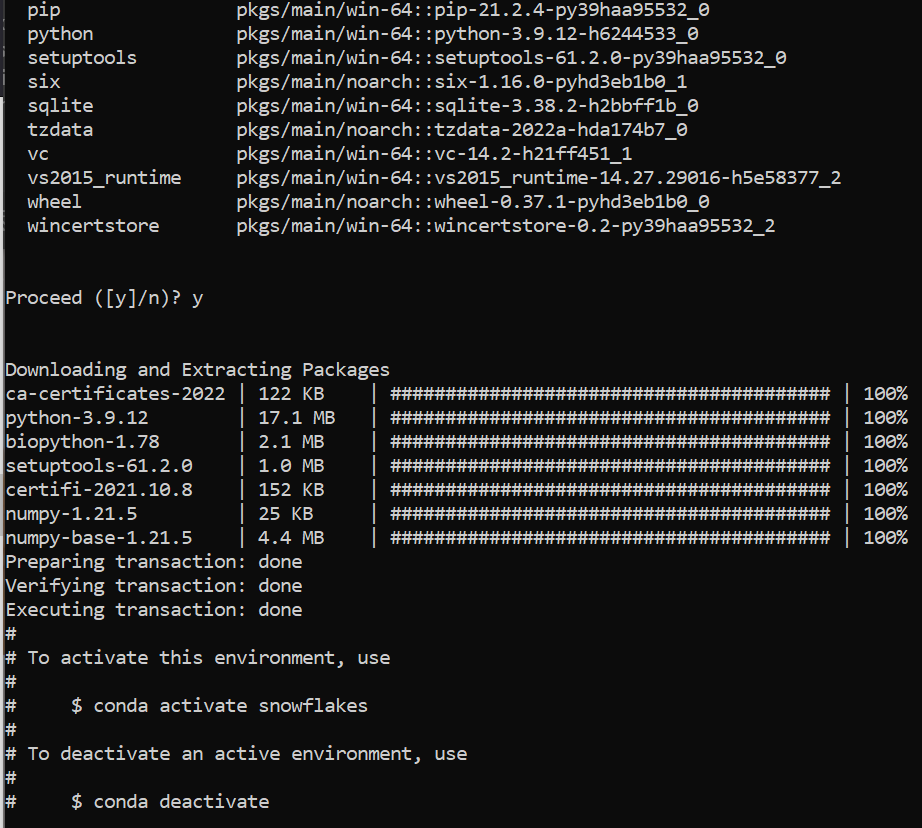 pip                pkgs/main/win-64::pip-21.2.4-py39haa95532_0
python             pkgs/main/win-64::python-3.9.12-h6244533_0
setuptools         pkgs/main/win-64::setuptools-61.2.0-py39haa95532_0
six                pkgs/main/noarch::six-1.16.0-pyhd3eb1b0_1
sqlite             pkgs/main/win-64::sqlite-3.38.2-h2bbff1b_0
tzdata             pkgs/main/noarch::tzdata-2022a-hda174b7_0
vc                 pkgs/main/win-64::vc-14.2-h21ff451_1
vs2015_runtime     pkgs/main/win-64::vs2015_runtime-14.27.29016-h5e58377_2
wheel              pkgs/main/noarch::wheel-0.37.1-pyhd3eb1b0_0
wincertstore       pkgs/main/win-64::wincertstore-0.2-py39haa95532_2
Proceed ([y]/n)? y
Downloading and Extracting Packages
ca-certificates-2022 | 122 KB    | ######################################## | 100%
python-3.9.12        | 17.1 MB   | ######################################## | 100%
biopython-1.78       | 2.1 MB    | ######################################## | 100%
setuptools-61.2.0    | 1.0 MB    | ######################################## | 100%
certifi-2021.10.8    | 152 KB    | ######################################## | 100%
numpy-1.21.5         | 25 KB     | ######################################## | 100%
numpy-base-1.21.5    | 4.4 MB    | ######################################## | 100%
Preparing transaction: done
Verifying transaction: done
Executing transaction: done
#
# To activate this environment, use
#
#     $ conda activate snowflakes
#
# To deactivate an active environment, use
#
#     $ conda deactivate